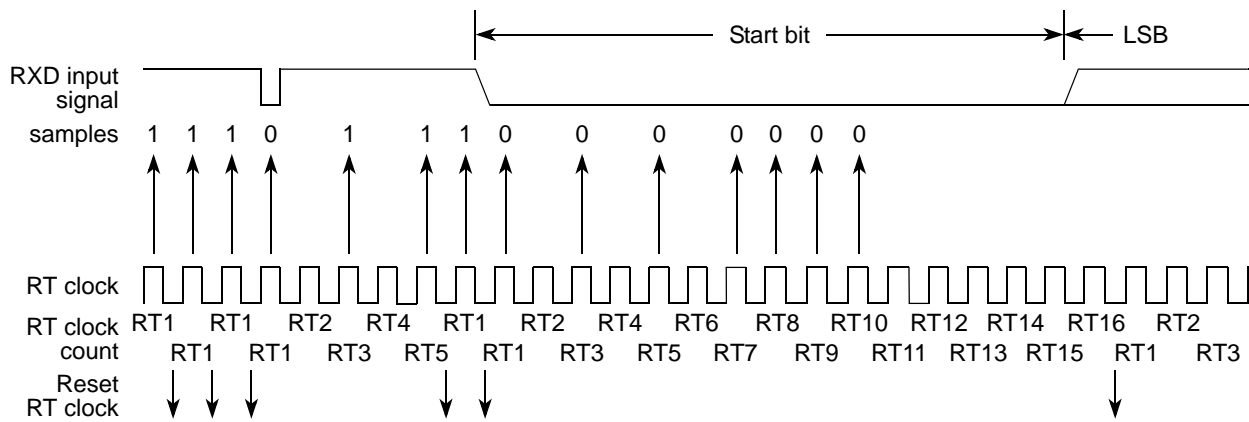 Start bit LSB
RXD input
signal
samples 1 1 1 0 1 1 1 0 0 0 0 0 0 0
RT clock
RT clock
count
RT1 RT1 RT2 RT4 RT1 RT2 RT4 RT6 RT8 RT10 RT12 RT14 RT16 RT2
RT1 RT1 RT3 RT5 RT1 RT3 RT5 RT7 RT9 RT11 RT13 RT15 RT1 RT3
Reset
RT clock